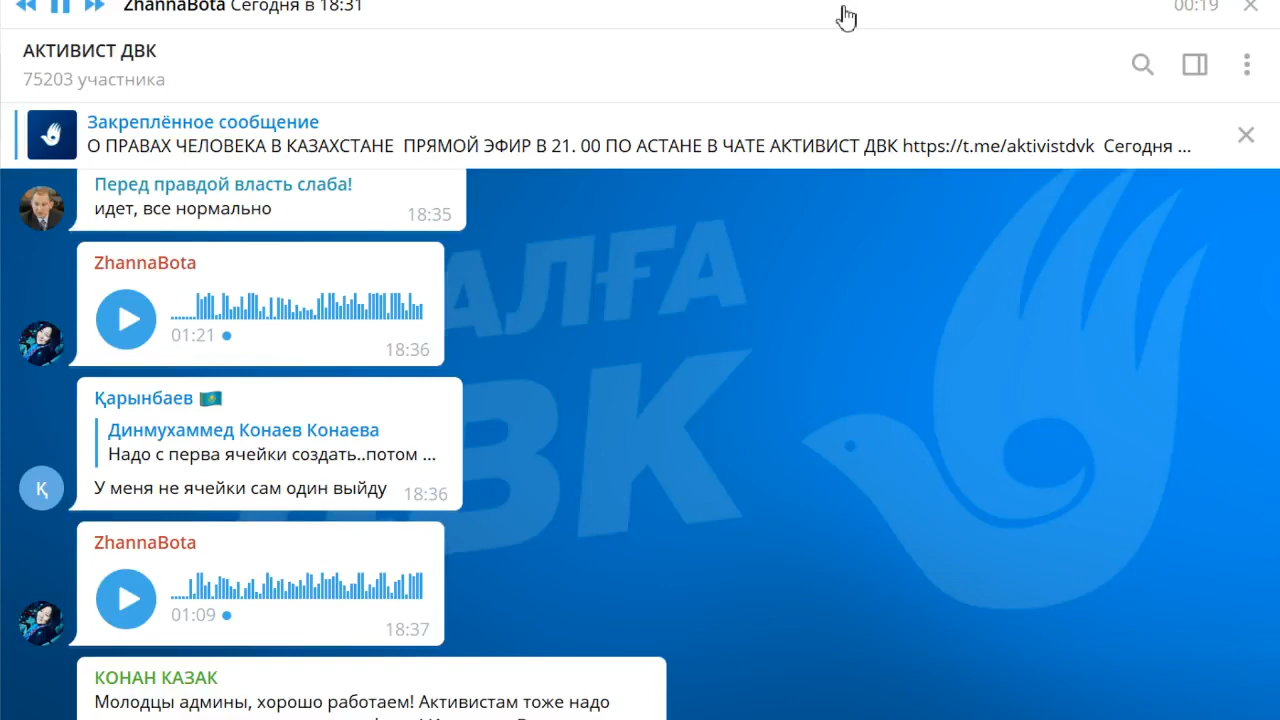 ZhannaBota Сегодня в 18:31
00:19
АКТИВИСТ ДВК
75203 участника
Закреплённое сообщение
О ПРАВАХ ЧЕЛОВЕКА В КАЗАХСТАНЕ ПРЯМОЙ ЭФИР В 21. 00 ПО АСТАНЕ В ЧАТЕ АКТИВИСТ ДВК https://t.me/aktivistdvk Сегодня ...
Перед правдой власть слаба!
идет, все нормально
18:35
ZhannaBota
01:21
18:36
Қарынбаев
Динмухаммед Конаев Конаева
Надо с перва ячейки создать..потом ...
Қ
У меня не ячейки сам один выйду
18:36
ZhannaBota
01:09
18:37
КОНАН КАЗАК
Молодцы админы, хорошо работаем! Активистам тоже надо
АЛҒА
ДВК